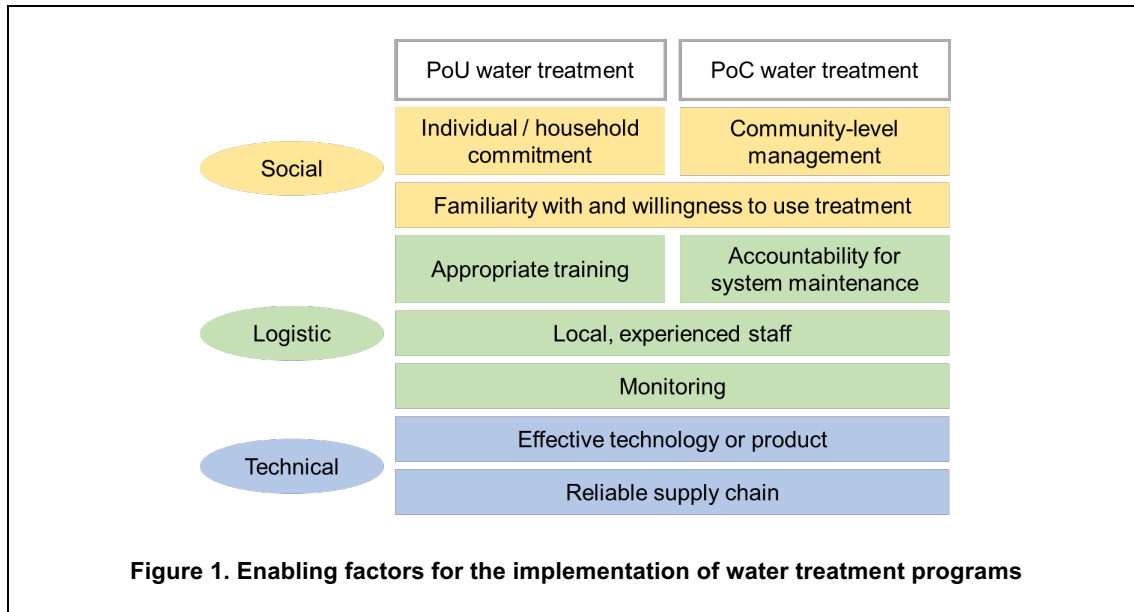 PoU water treatment
PoC water treatment
Social
Individual / household
commitment
Community-level
management
Familiarity with and willingness to use treatment
Logistic
Appropriate training
Accountability for
system maintenance
Local, experienced staff
Monitoring
Technical
Effective technology or product
Reliable supply chain
Figure 1. Enabling factors for the implementation of water treatment programs